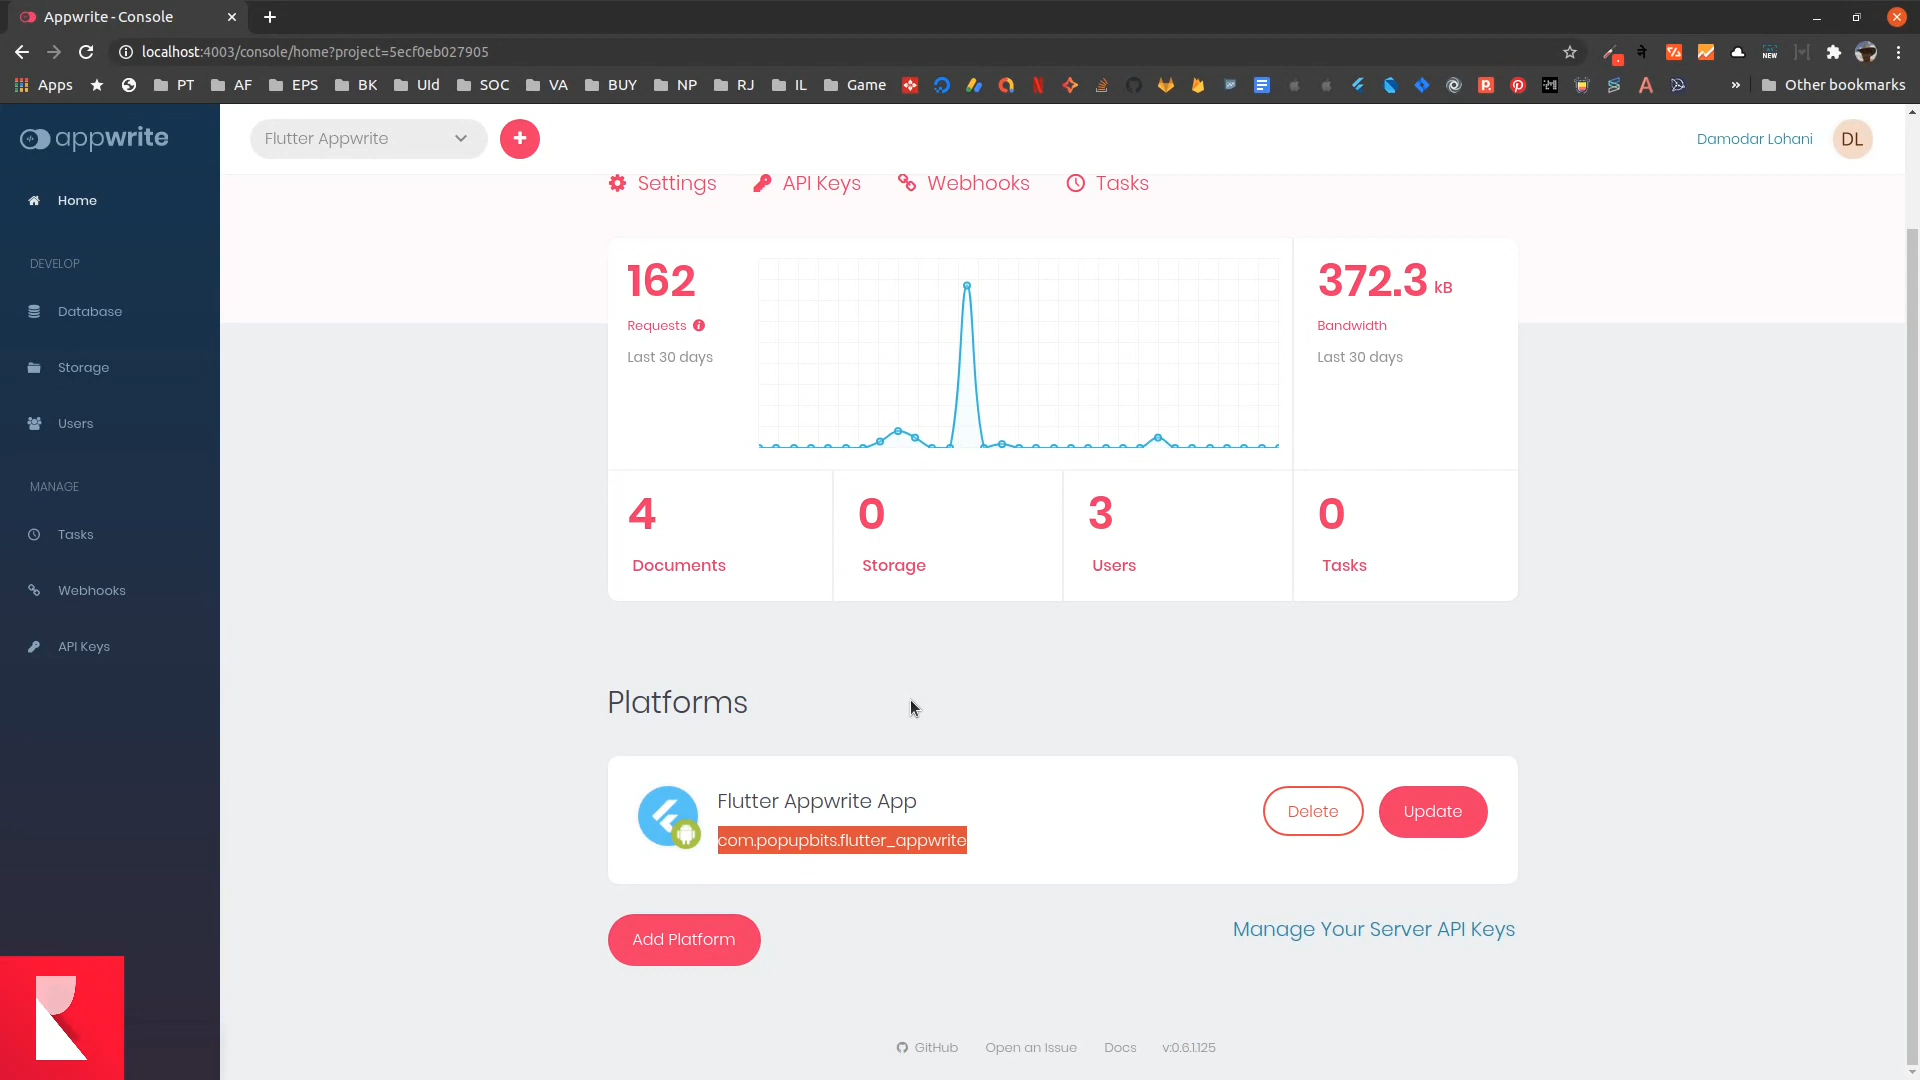 Appwrite - Console
localhost:4003/console/home?project=5ecf0eb027905
Apps PT AF EPS BK UId SOC VA BUY NP RJ IL Game » Other bookmarks
appwrite
Flutter Appwrite
Damodar Lohani DL
Home
DEVELOP
Database
Storage
Users
MANAGE
Tasks
Webhooks
API Keys
Settings API Keys Webhooks Tasks
162
Requests
Last 30 days
372.3 kB
Bandwidth
Last 30 days
4
Documents
0
Storage
3
Users
0
Tasks
Platforms
Flutter Appwrite App
com.popupbits.flutter_appwrite
Delete
Update
Add Platform
Manage Your Server API Keys
GitHub Open an Issue Docs v:0.6.1.125